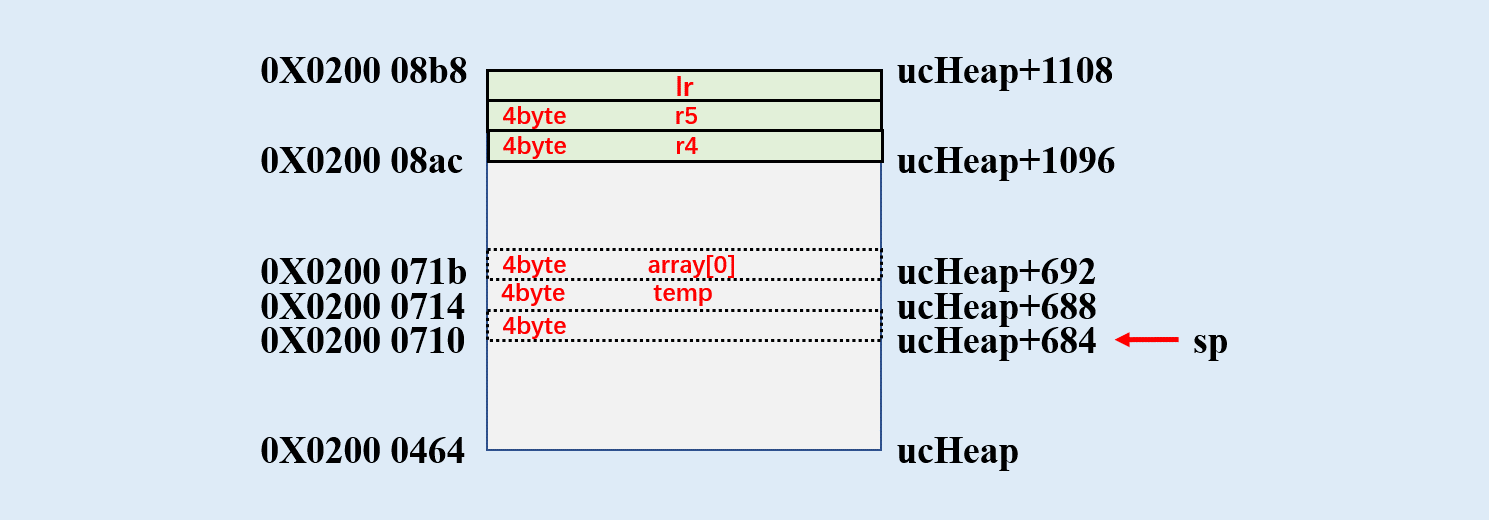 0X0200 08b8 lr ucHeap+1108
4byte r5
4byte r4
0X0200 08ac ucHeap+1096
0X0200 071b 4byte array[0] ucHeap+692
0X0200 0714 4byte temp ucHeap+688
4byte
0X0200 0710 ucHeap+684 sp
0X0200 0464 ucHeap